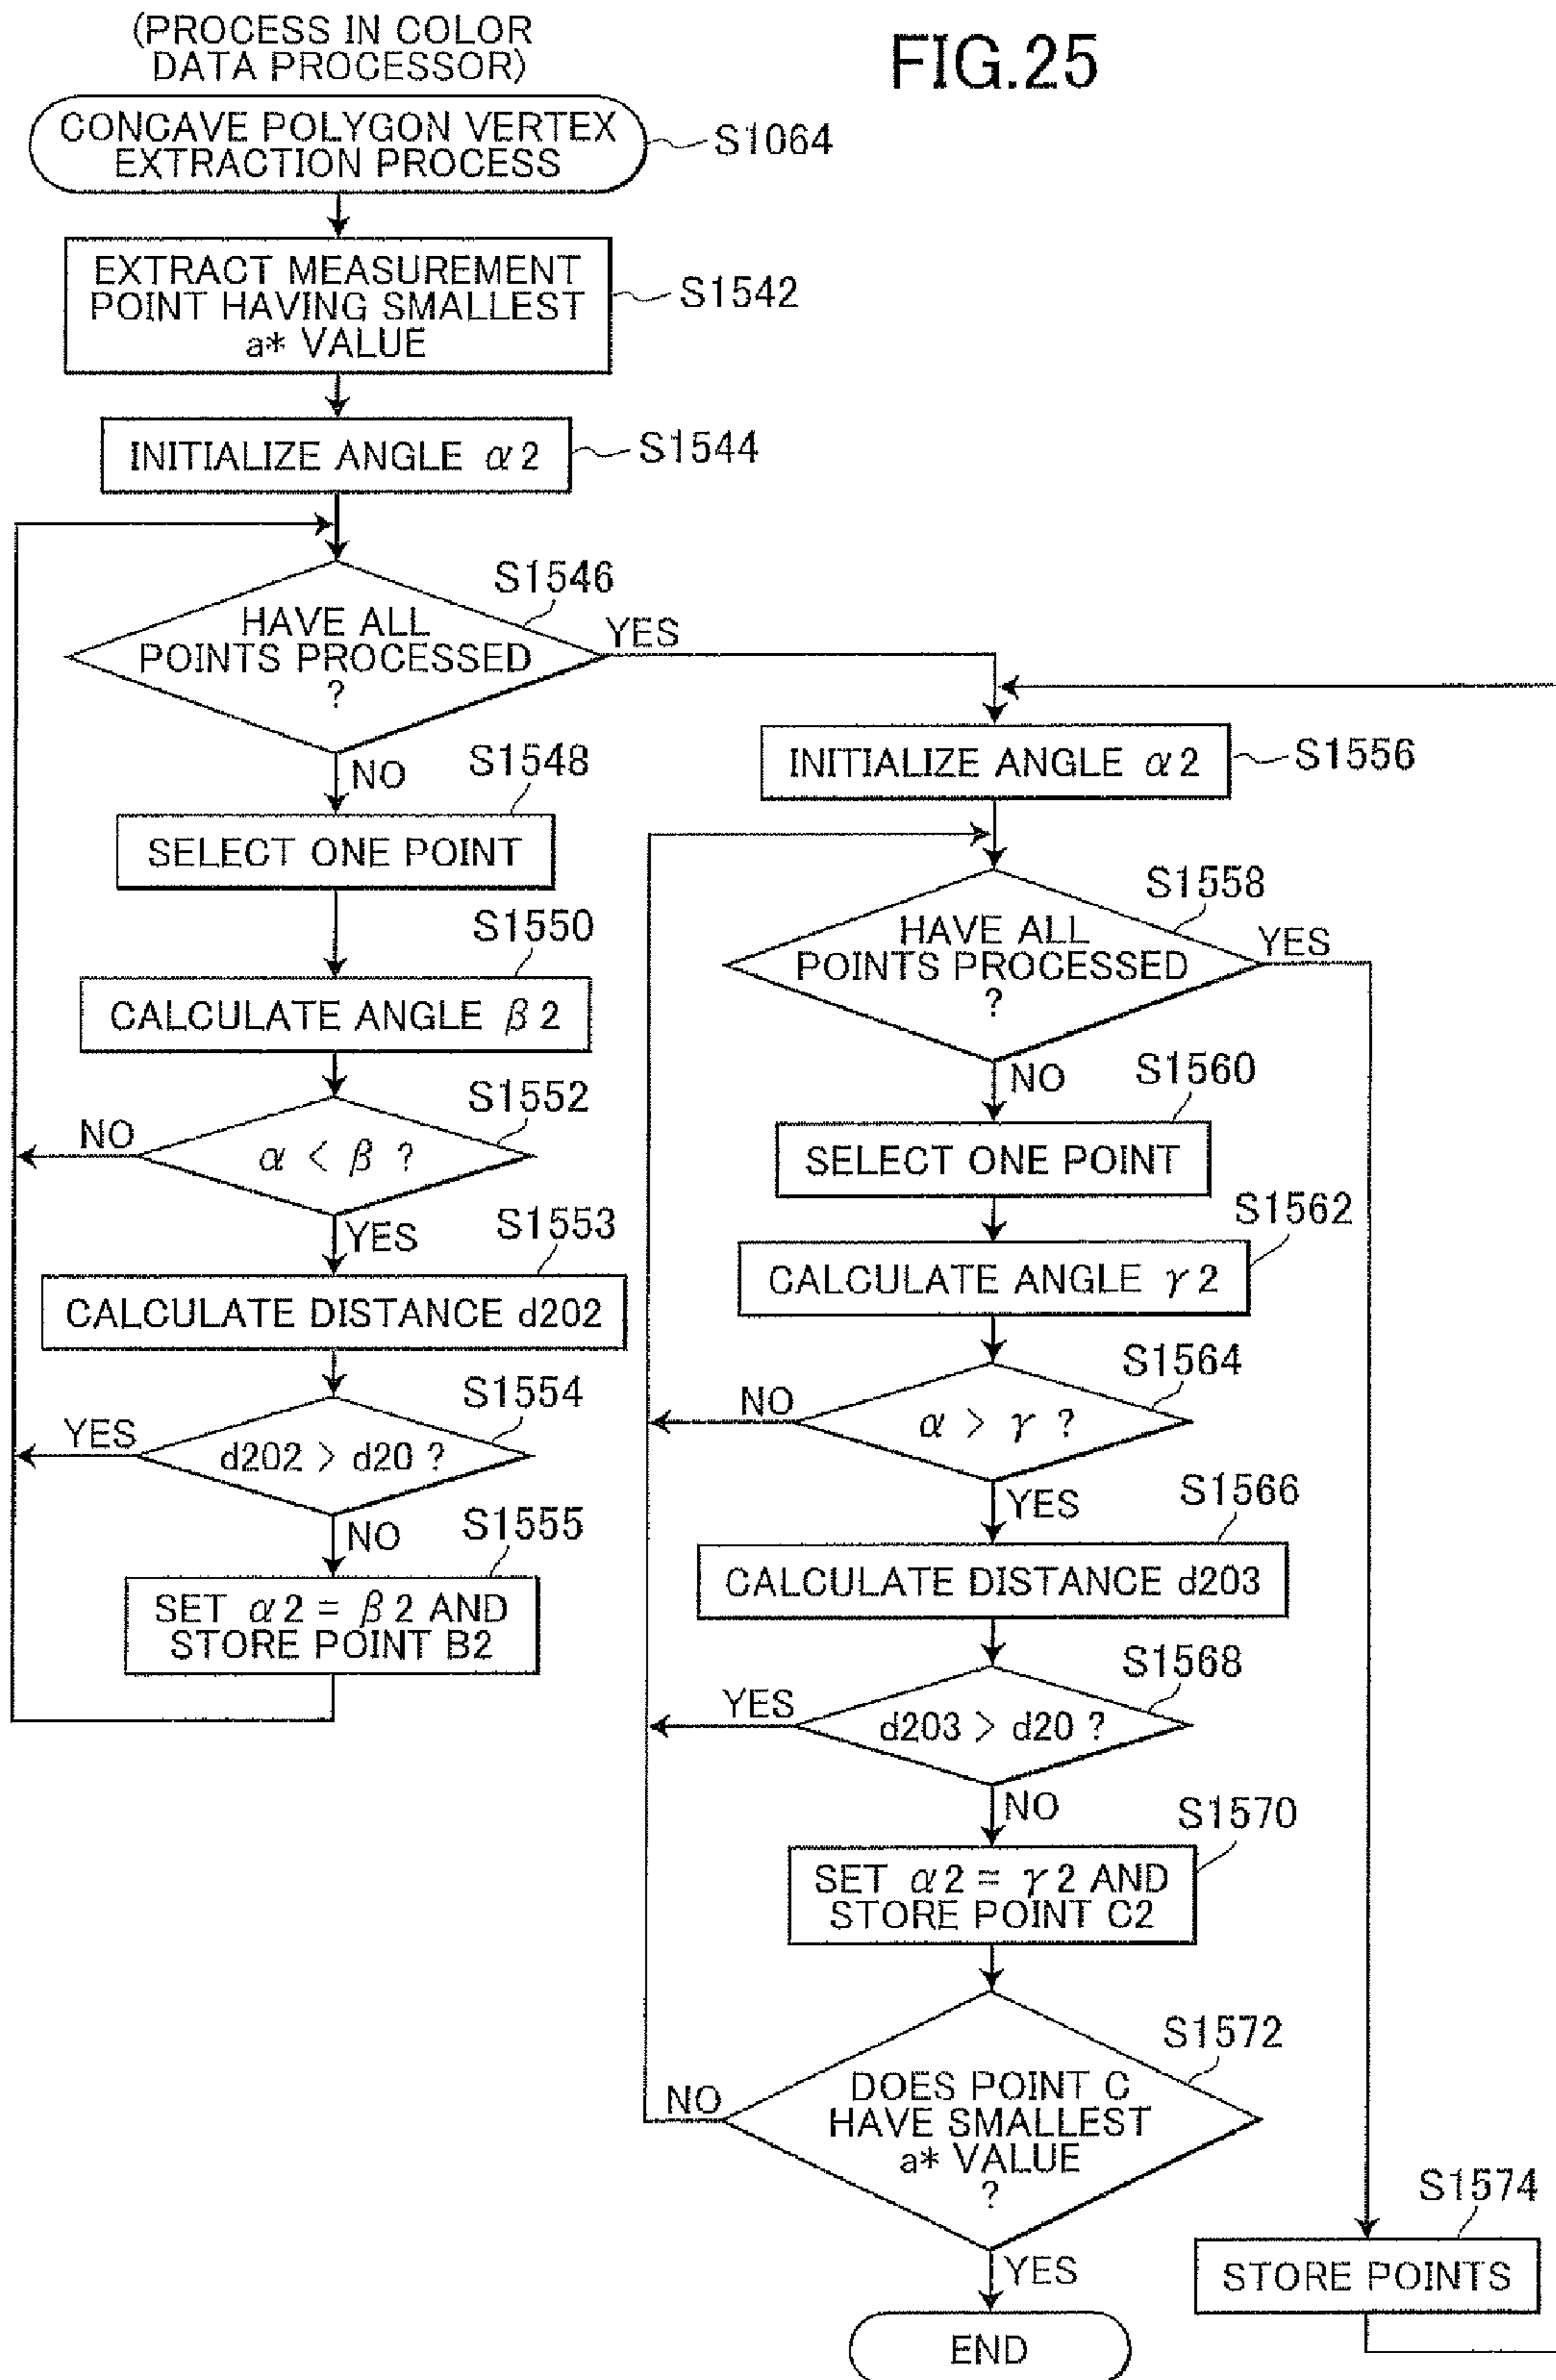 (PROCESS IN COLOR
DATA PROCESSOR)
FIG.25
CONCAVE POLYGON VERTEX
EXTRACTION PROCESS
S1064
EXTRACT MEASUREMENT
POINT HAVING SMALLEST
a* VALUE
S1542
INITIALIZE ANGLE α2
S1544
S1546
HAVE ALL
POINTS PROCESSED
?
YES
NO
S1548
SELECT ONE POINT
S1550
CALCULATE ANGLE β2
S1552
α < β ?
NO
YES
S1553
CALCULATE DISTANCE d202
S1554
d202 > d20 ?
YES
NO
S1555
SET α2 = β2 AND
STORE POINT B2
INITIALIZE ANGLE α2
S1556
S1558
HAVE ALL
POINTS PROCESSED
?
YES
NO
S1560
SELECT ONE POINT
S1562
CALCULATE ANGLE γ2
S1564
α > γ ?
NO
YES
S1566
CALCULATE DISTANCE d203
S1568
d203 > d20 ?
YES
NO
S1570
SET α2 = γ2 AND
STORE POINT C2
S1572
DOES POINT C
HAVE SMALLEST
a* VALUE
?
NO
YES
END
S1574
STORE POINTS